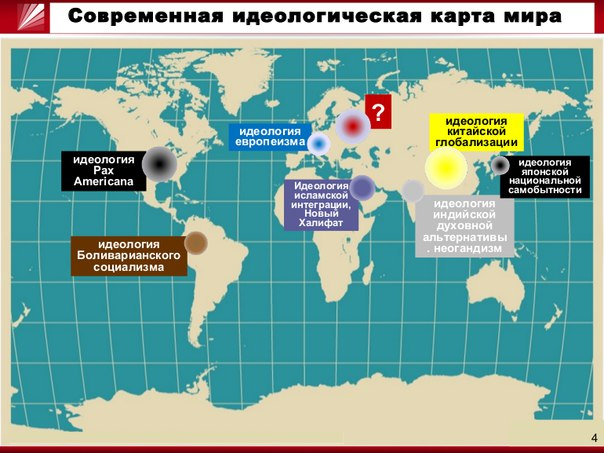 Современная идеологическая карта мира
?
идеология
китайской
глобализации
идеология
европеизма
идеология
Pax
Americana
идеология
японской
национальной
самобытности
Идеология
исламской
интеграции,
Новый
Халифат
идеология
индийской
духовной
альтернативы
. неогандизм
идеология
Боливарианского
социализма
4